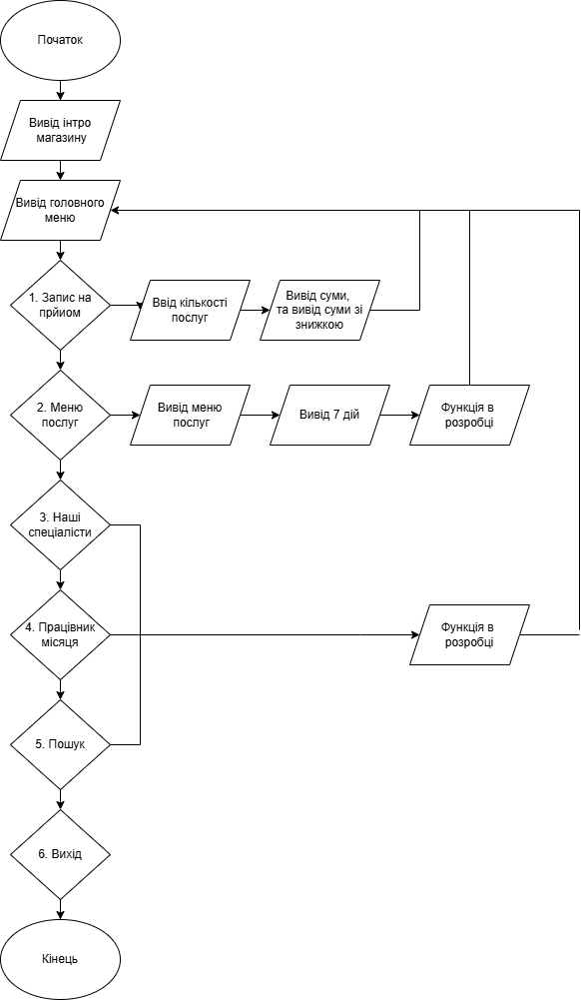 Початок
Вивід інтро
магазину
Вивід головного
меню
1. Запис на
прйиом
Ввід кількості
послуг
Вивід суми,
та вивід суми зі
знижкою
2. Меню
послуг
Вивід меню
послуг
Вивід 7 дій
Функція в
розробці
3. Наші
спеціалісти
4. Працівник
місяця
Функція в
розробці
5. Пошук
6. Вихід
Кінець